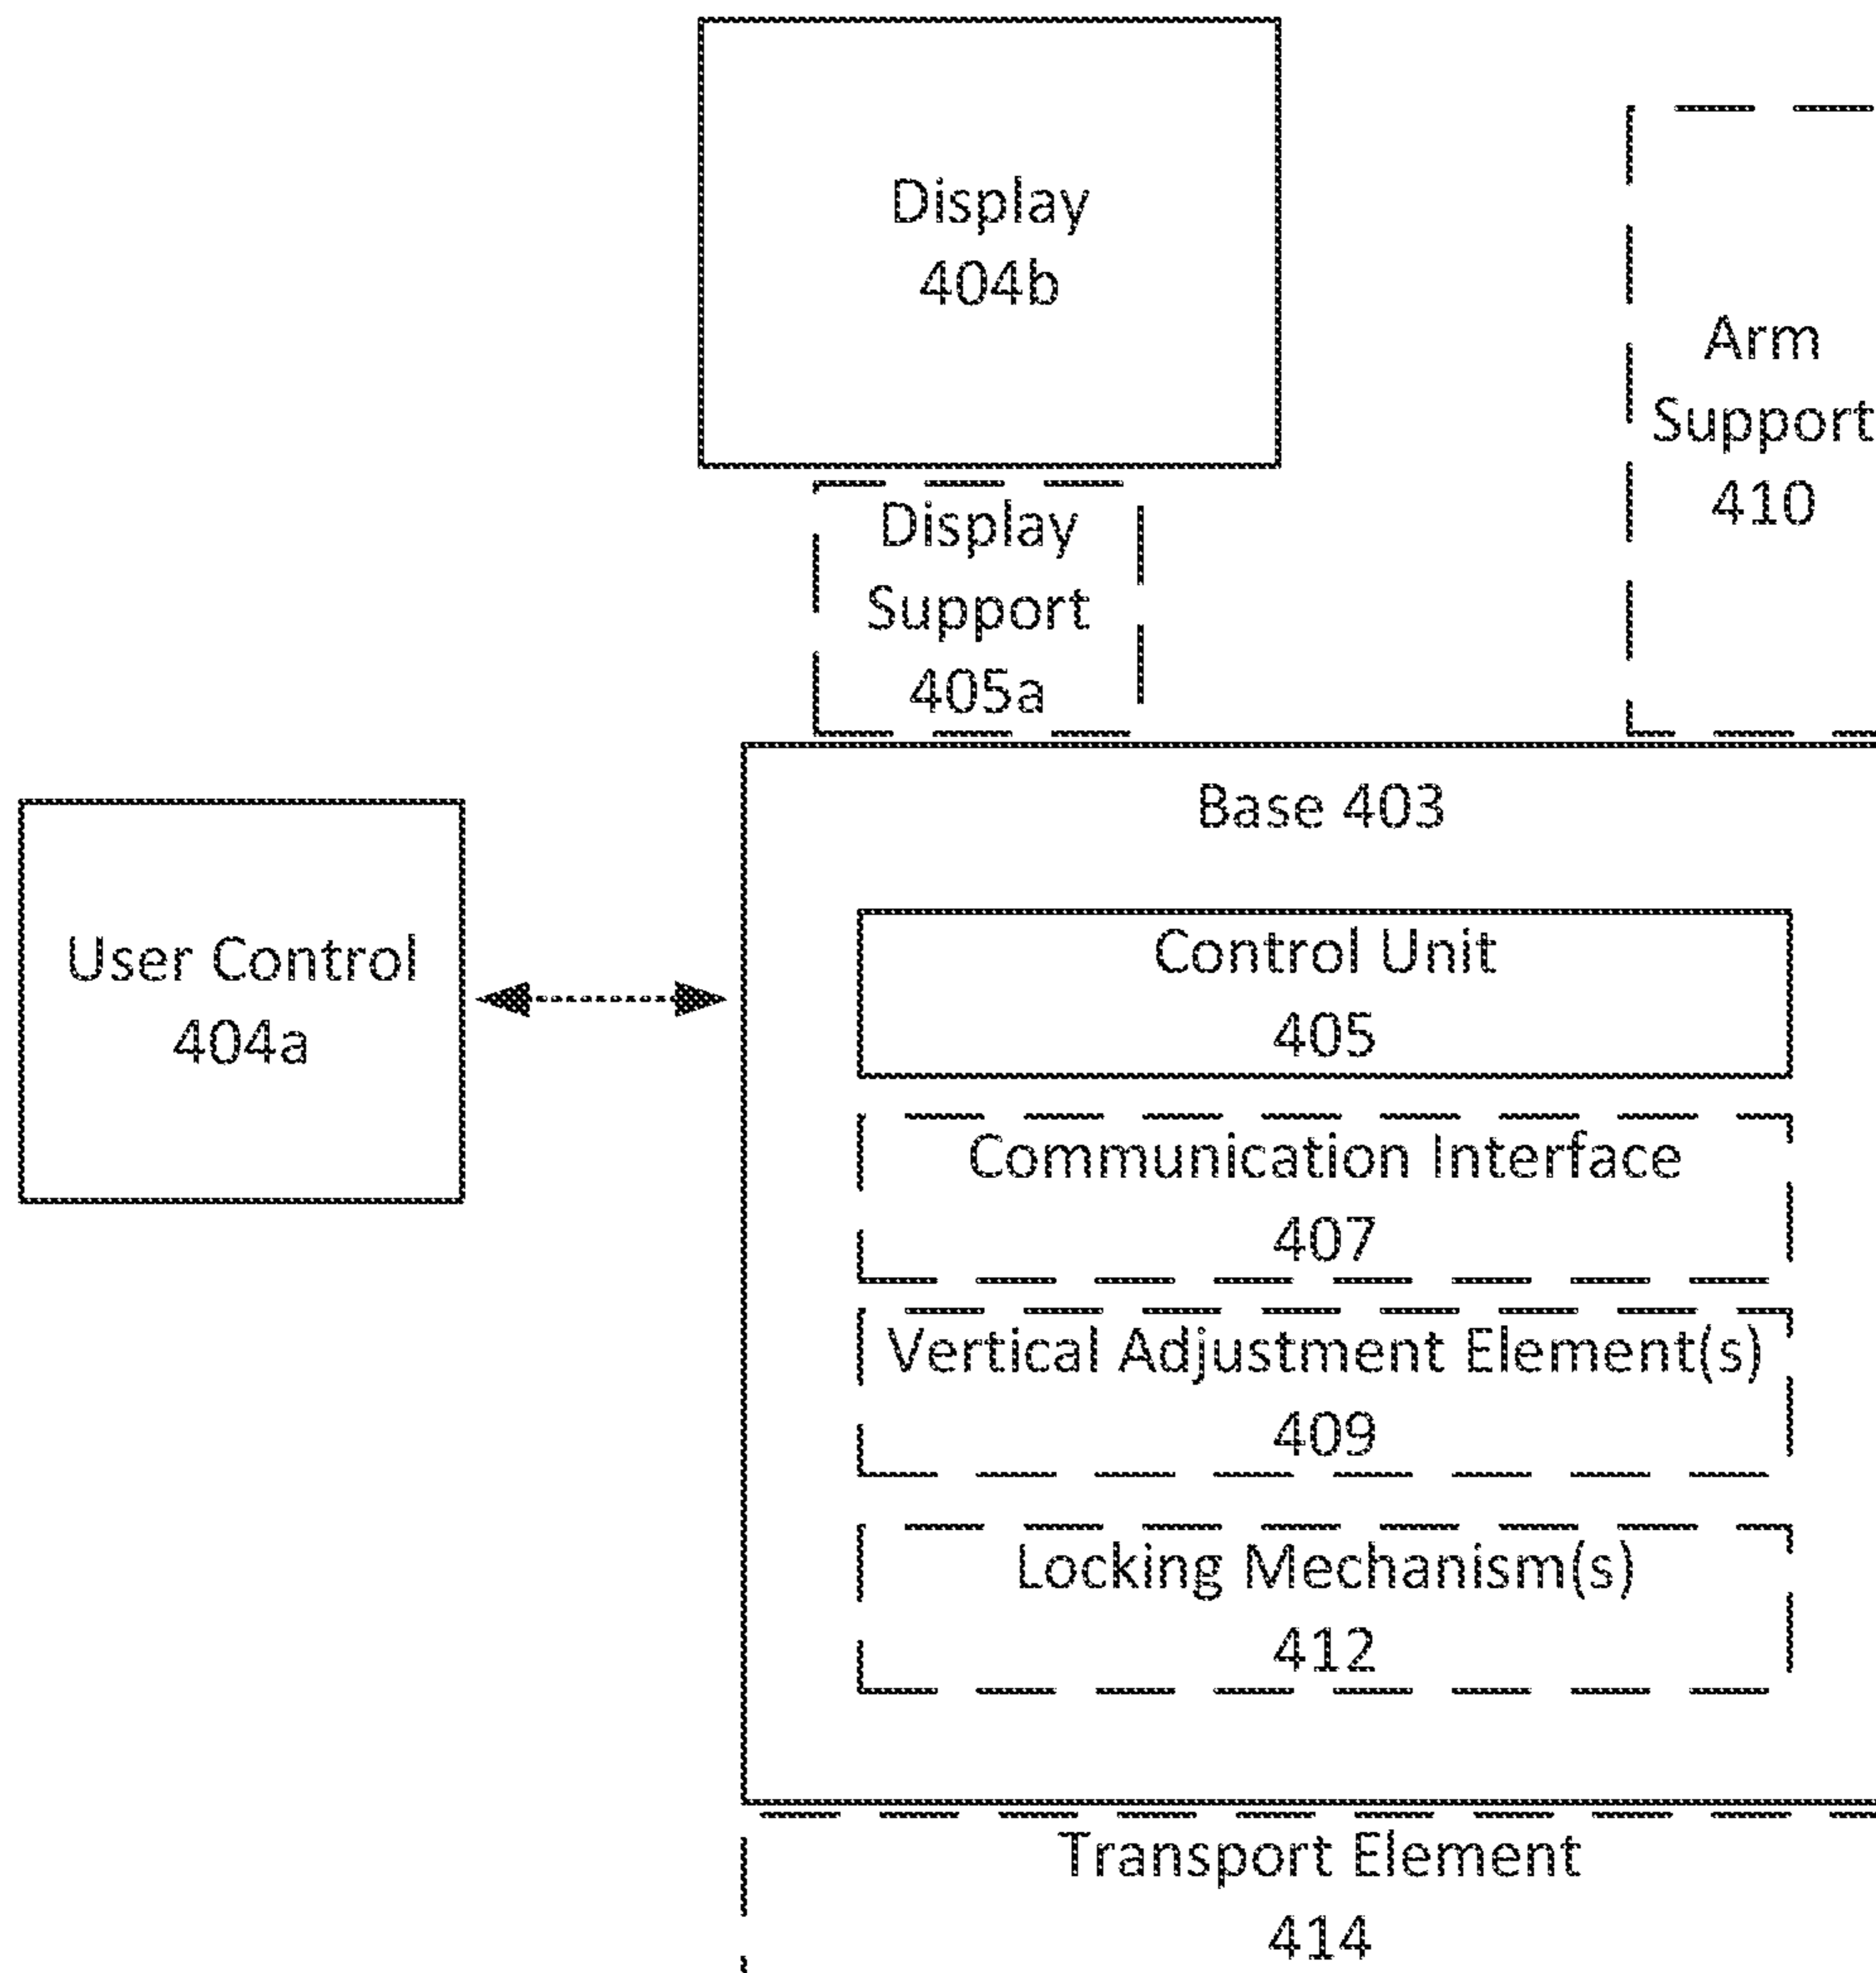 Display
404b
Arm
Support
410
Display
Support
405a
Base 403
User Control
404a
Control Unit
405
Communication Interface
407
Vertical Adjustment Element(s)
409
Locking Mechanism(s)
412
Transport Element
414